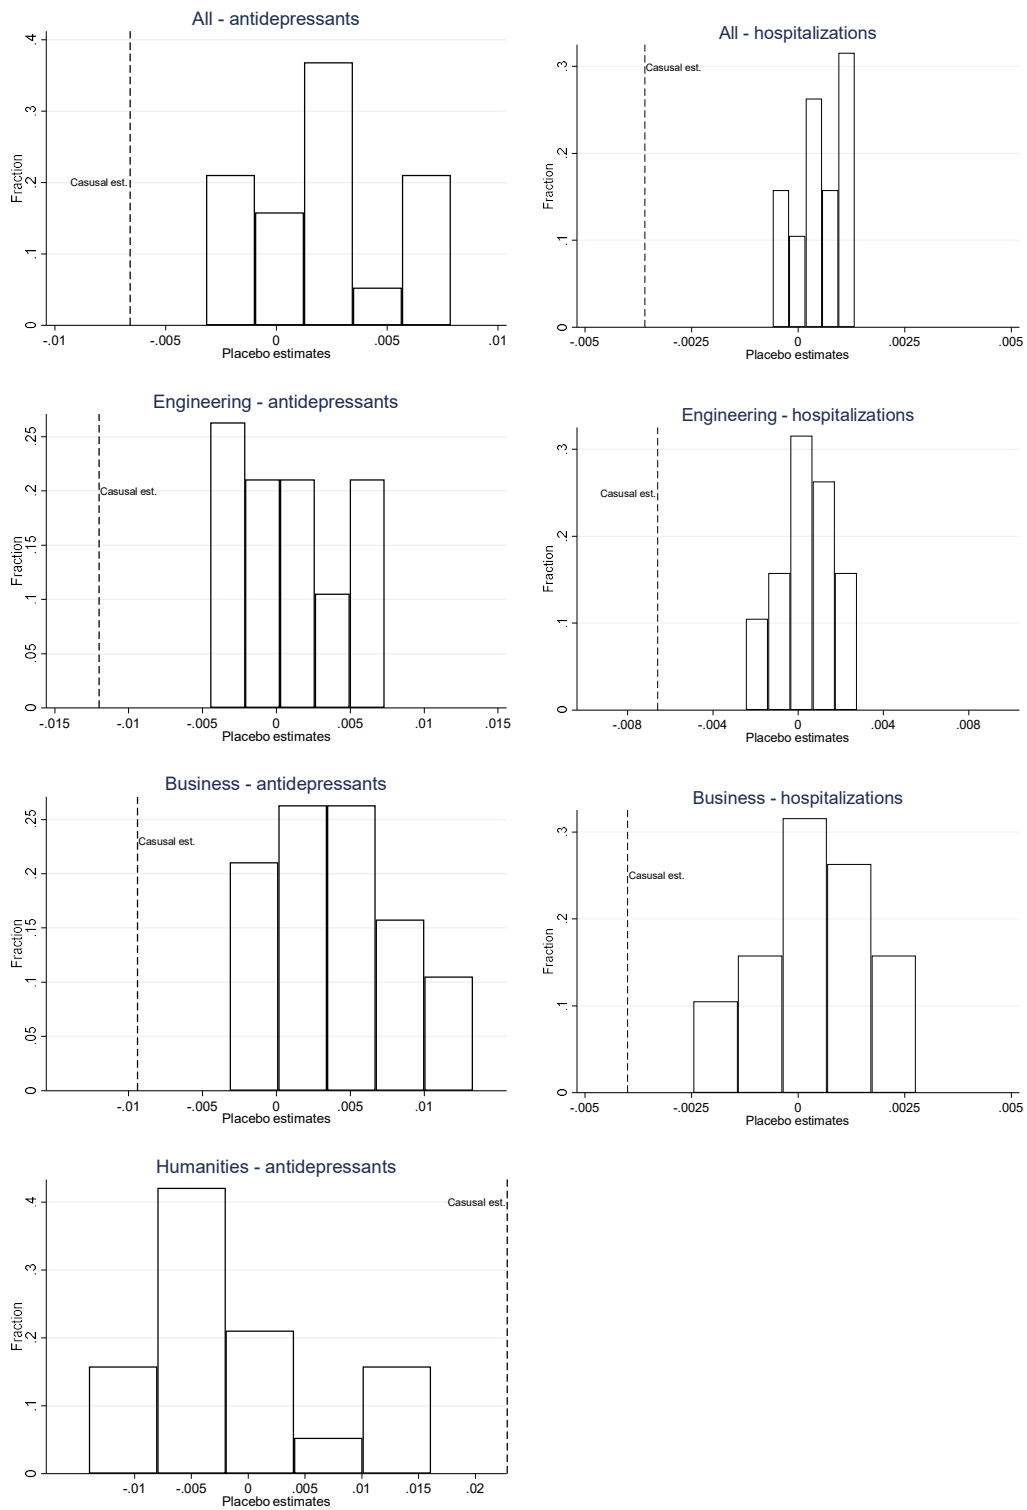 All - antidepressants
.4
.3
.2
.1
0
Fraction
Casusal est.
-.01
-.005
0
.005
.01
Placebo estimates
All - hospitalizations
.3
.2
.1
0
Fraction
Casusal est.
-.005
-.0025
0
.0025
.005
Placebo estimates
Engineering - antidepressants
.25
.2
.15
.1
.05
0
Fraction
Casusal est.
-.015
-.01
-.005
0
.005
.01
.015
Placebo estimates
Engineering - hospitalizations
.3
.2
.1
0
Fraction
Casusal est.
-.008
-.004
0
.004
.008
Placebo estimates
Business - antidepressants
.25
.2
.15
.1
.05
0
Fraction
Casusal est.
-.01
-.005
0
.005
.01
Placebo estimates
Business - hospitalizations
.3
.2
.1
0
Fraction
Casusal est.
-.005
-.0025
0
.0025
.005
Placebo estimates
Humanities - antidepressants
.4
.3
.2
.1
0
Fraction
Casusal est.
-.01
-.005
0
.005
.01
.015
.02
Placebo estimates